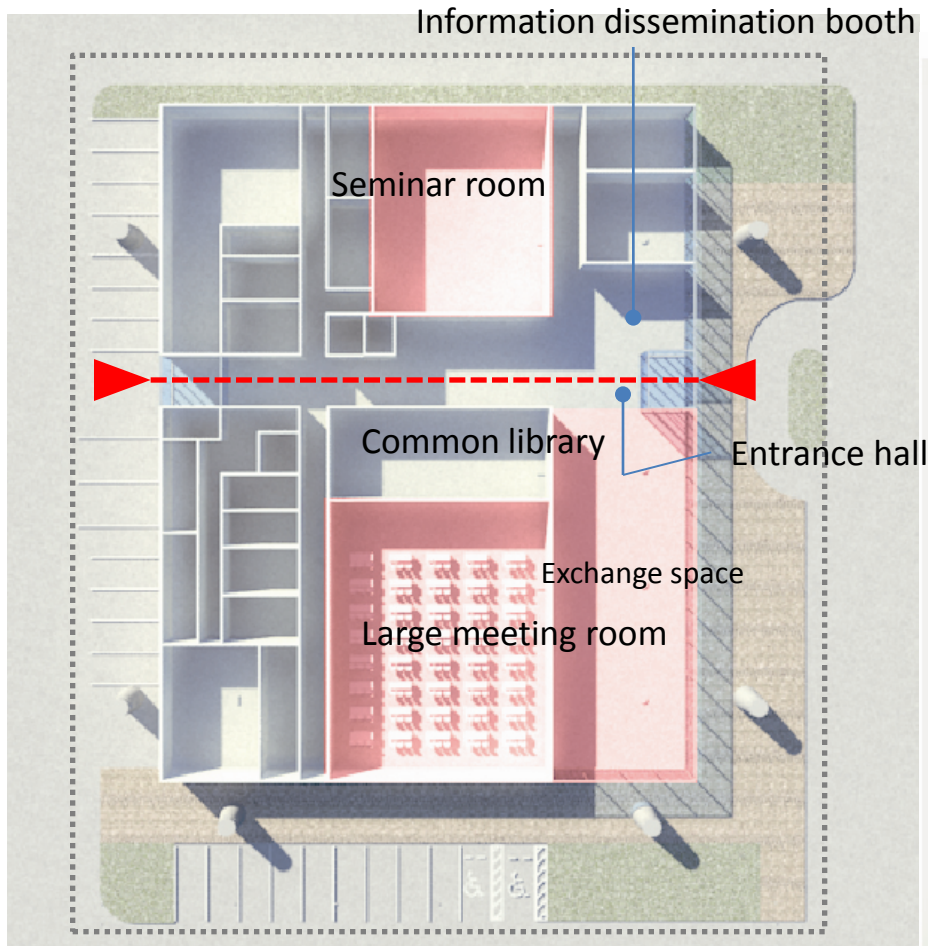 Information dissemination booth
Seminar room
Common library
Entrance hall
Exchange space
Large meeting room